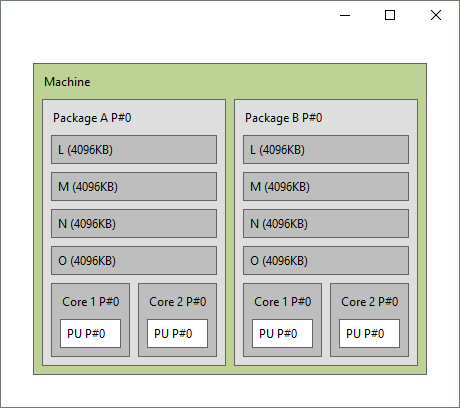 Machine
Package A P#0
L (4096KB)
M (4096KB)
N (4096KB)
O (4096KB)
Core 1 P#0
Core 2 P#0
PU P#0
PU P#0
Package B P#0
L (4096KB)
M (4096KB)
N (4096KB)
O (4096KB)
Core 1 P#0
Core 2 P#0
PU P#0
PU P#0